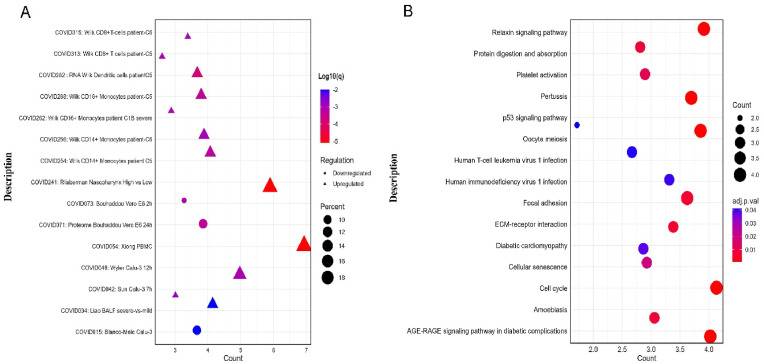 A
COVID315: Wilk CD8+T cells patient-C6
COVID313: Wilk CD8+ T cells patient-C5
COVID282 : RNA Wilk Dendritic cells patientC5
COVID268: Wilk CD16+ Monocytes patient-C5
COVID262: Wilk CD16+ Monocytes patient C1B severe
COVID256: Wilk CD14+ Monocytes patient-C6
COVID254: Wilk CD14+ Monocytes patient C5
COVID241: Rlieberman Nasopharynx High vs Low
COVID073: Bouhaddou Vero E6 2h
COVID371: Proteome Bouhaddou Vero E6 24h
COVID054: Xiong PBMC
COVID048: Wyler Calu-3 12h
COVID042: Sun Calu-3 7h
COVID034: Liao BALF severe-vs-mild
COVID015: Blanco-Melo Calu-3
Description
3 4 5 6 7
Count
Log10(q)
-2
-3
-4
-5
Regulation
Downregulated
Upregulated
Percent
10
12
14
16
18
B
Relaxin signaling pathway
Protein digestion and absorption
Platelet activation
Pertussis
p53 signaling pathway
Oocyte meiosis
Human T-cell leukemia virus 1 infection
Human immunodeficiency virus 1 infection
Focal adhesion
ECM-receptor interaction
Diabetic cardiomyopathy
Cellular senescence
Cell cycle
Amoebiasis
AGE-RAGE signaling pathway in diabetic complications
Description
2.0 2.5 3.0 3.5 4.0
Count
Count
2.0
2.5
3.0
3.5
4.0
adj.p.val
0.04
0.03
0.02
0.01